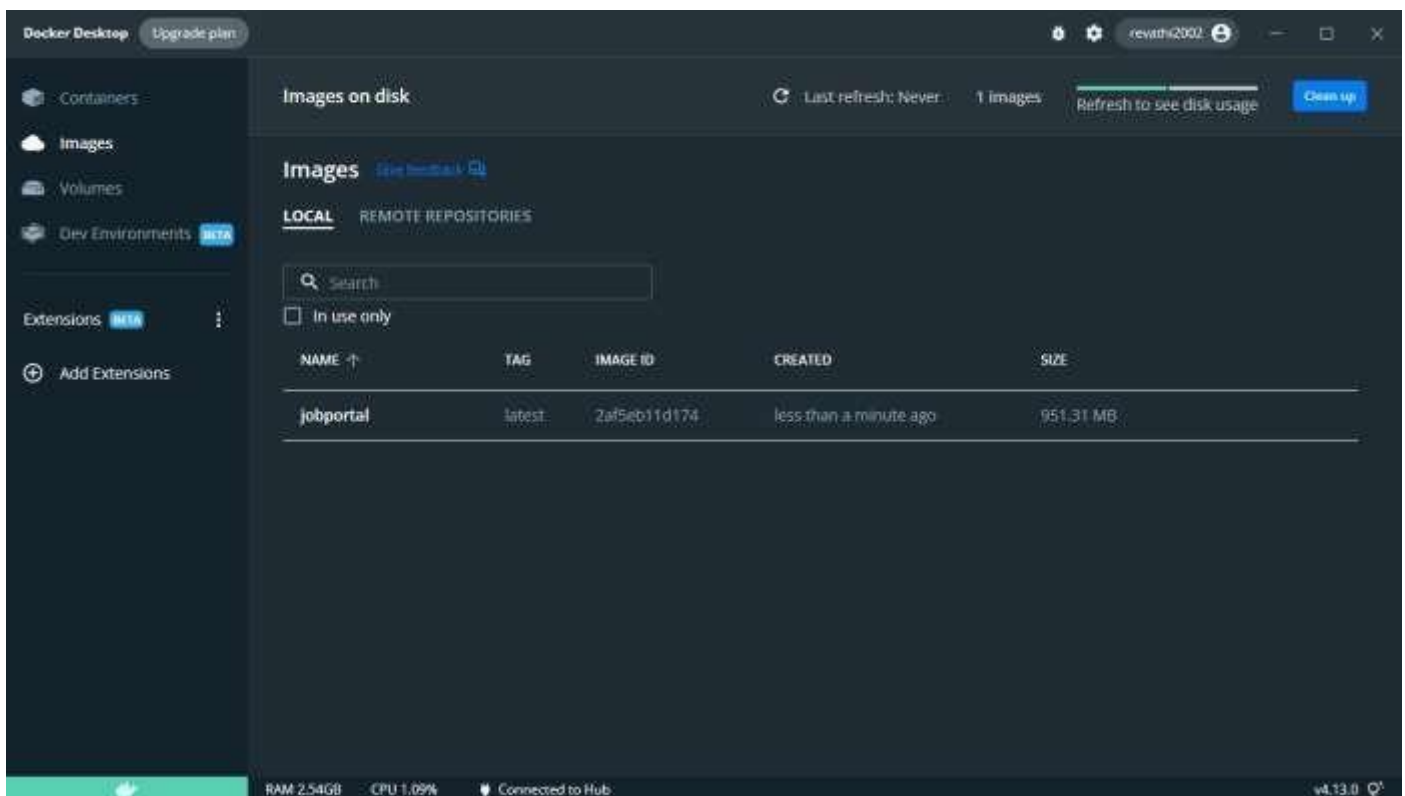 Docker Desktop Upgrade plan revathi2002
Containers
Images
Volumes
Dev Environments BETA
Extensions BETA
Add Extensions
Images on disk Last refresh: Never 1 images Refresh to see disk usage Clean up
Images Give feedback
LOCAL REMOTE REPOSITORIES
Search
In use only
NAME ↑ TAG IMAGE ID CREATED SIZE
jobportal latest 2af5eb11d174 less than a minute ago 951.31 MB
RAM 2.54GB CPU 1.09% Connected to Hub v4.13.0